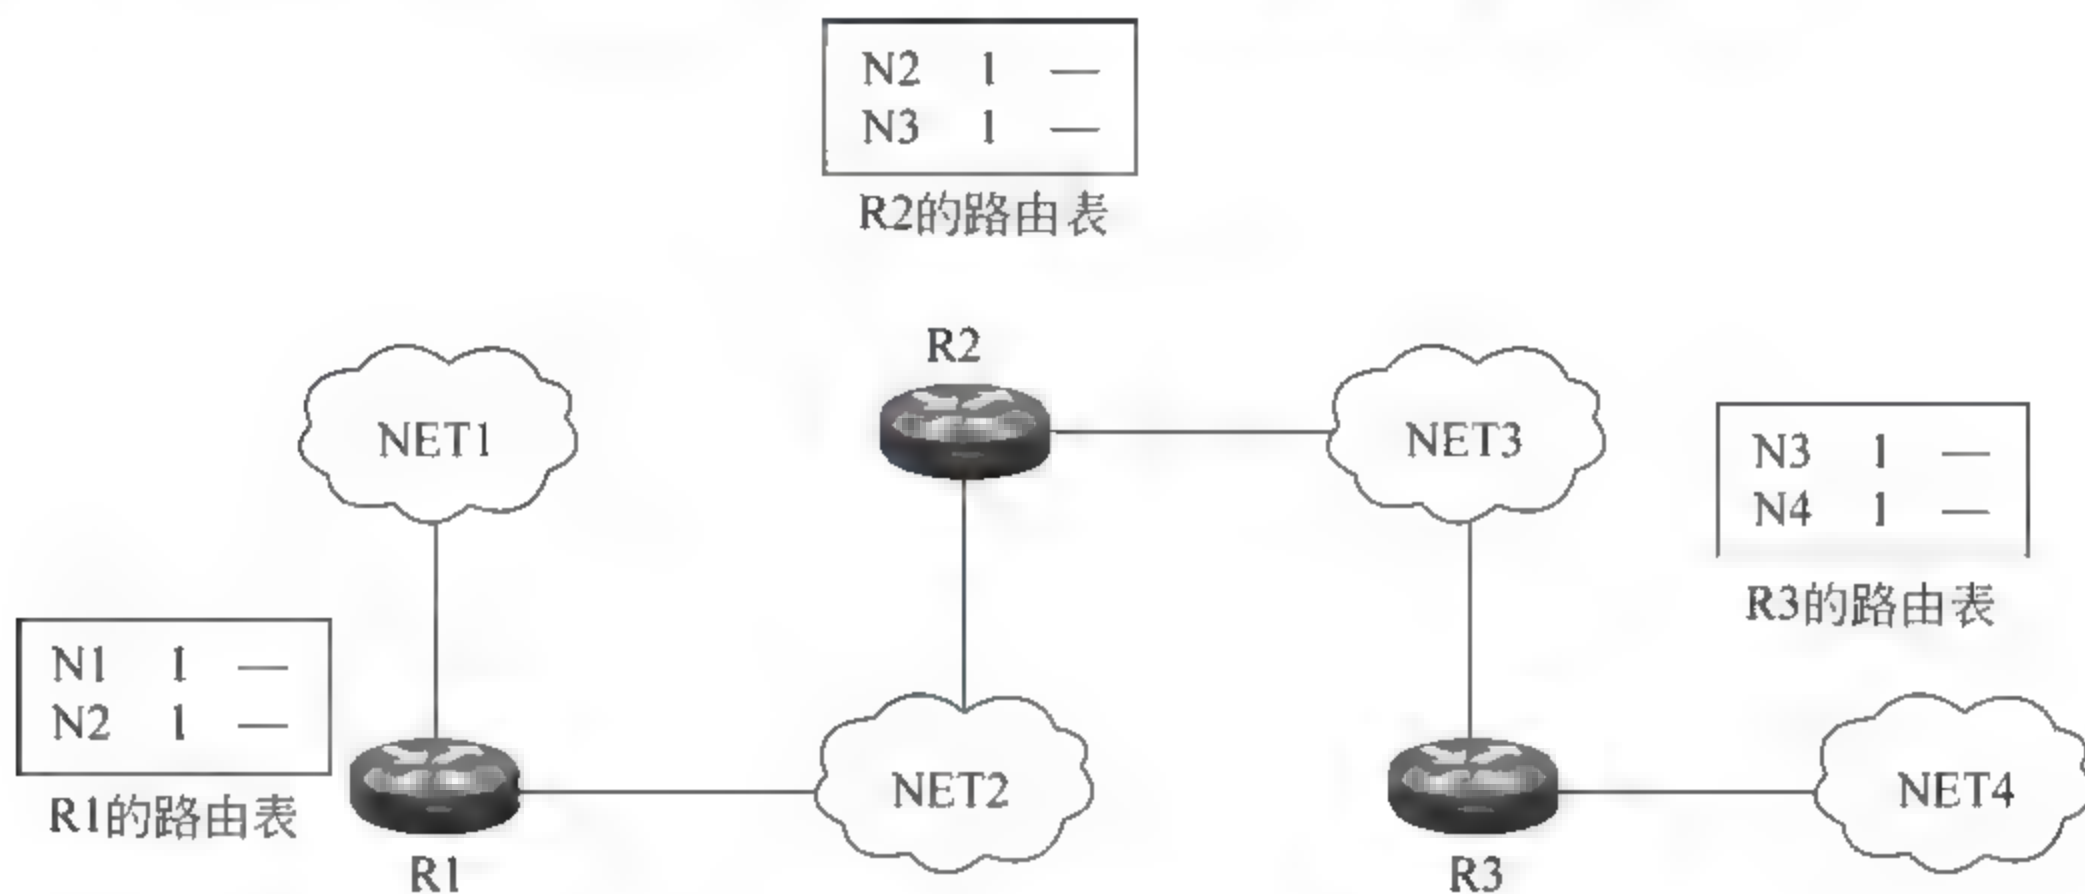 N2 1 —
N3 1 —
R2的路由表
R2
NET1
NET3
N3 1 —
N4 1 —
R3的路由表
N1 1 —
N2 1 —
R1的路由表
NET2
NET4
R1
R3